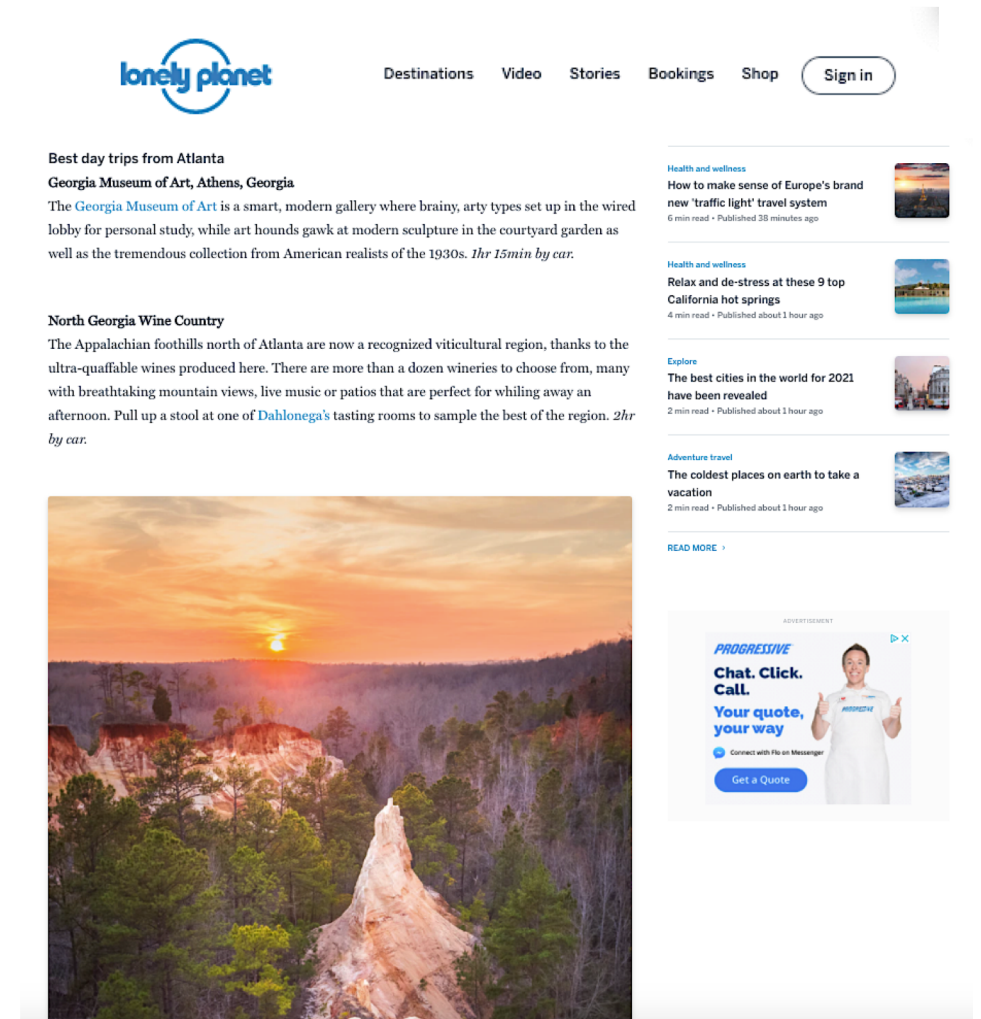 lonely planet
Destinations
Video
Stories
Bookings
Shop
Sign in
Best day trips from Atlanta
Georgia Museum of Art, Athens, Georgia
The Georgia Museum of Art is a smart, modern gallery where brainy, arty types set up in the wired
lobby for personal study, while art hounds gawk at modern sculpture in the courtyard garden as
well as the tremendous collection from American realists of the 1930s. 1hr 15min by car.
North Georgia Wine Country
The Appalachian foothills north of Atlanta are now a recognized viticultural region, thanks to the
ultra-quaffable wines produced here. There are more than a dozen wineries to choose from, many
with breathtaking mountain views, live music or patios that are perfect for whiling away an
afternoon. Pull up a stool at one of Dahlonega's tasting rooms to sample the best of the region. 2hr
by car.
Health and wellness
How to make sense of Europe's brand
new 'traffic light' travel system
6 min read • Published 38 minutes ago
Health and wellness
Relax and de-stress at these 9 top
California hot springs
4 min read • Published about 1 hour ago
Explore
The best cities in the world for 2021
have been revealed
2 min read • Published about 1 hour ago
Adventure travel
The coldest places on earth to take a
vacation
2 min read • Published about 1 hour ago
READ MORE ›
ADVERTISEMENT
PROGRESSIVE
Chat. Click.
Call.
Your quote,
your way
Connect with Flo on Messenger
Get a Quote
PROGRESSIVE